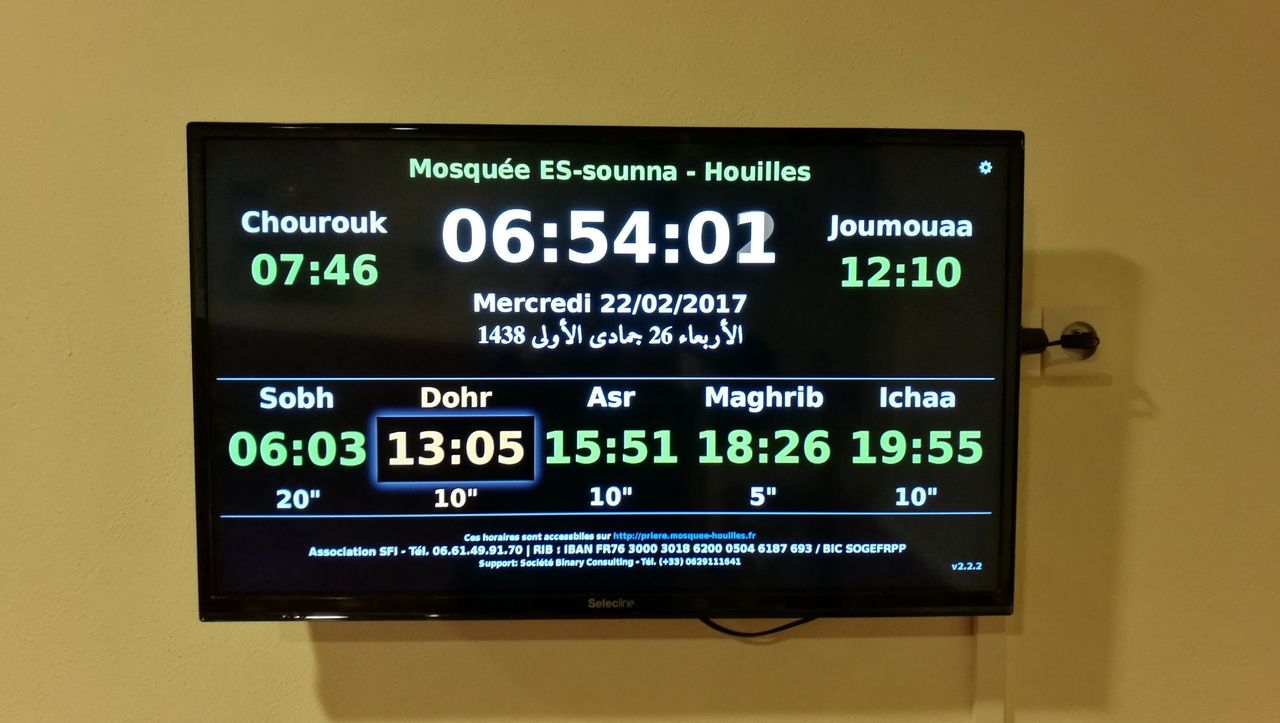 Mosquée ES-sounna - Houilles
Chourouk
07:46
06:54:01
Mercredi 22/02/2017
الأربعاء 26 جمادى الأولى 1438
Joumouaa
12:10
Sobh Dohr Asr Maghrib Ichaa
06:03 13:05 15:51 18:26 19:55
20" 10" 10" 5" 10"
Ces horaires sont accessbiles sur http://priere.mosquee-houilles.fr
Association SFI - Tél. 06.61.49.91.70 | RIB : IBAN FR76 3000 3018 6200 0504 6187 693 / BIC SOGEFRPP
Support: Société Binary Consulting - Tél. (+33) 0629111641
v2.2.2
Selecline